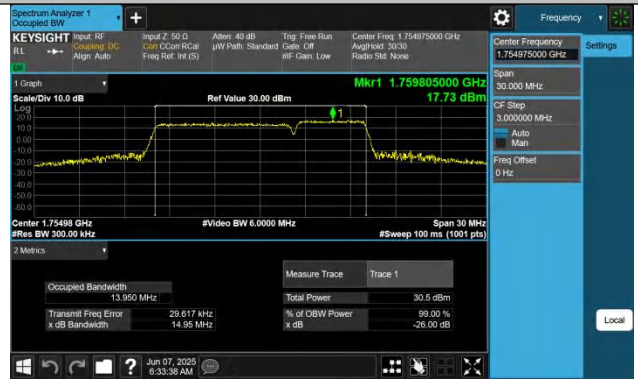 Spectrum Analyzer 1
Occupied BW
Frequency
KEYSIGHT
RL
Input: RF
Coupling: DC
Align: Auto
Input Z: 50 Ω
Corr CCorr RCal
Freq Ref: Int (S)
Atten: 40 dB
µW Path: Standard
Trig: Free Run
Gate: Off
#IF Gain: Low
Center Freq: 1.754975000 GHz
Avg|Hold: 30/30
Radio Std: None
Center Frequency
1.754975000 GHz
Settings
Span
30.000 MHz
CF Step
3.000000 MHz
Auto
Man
Freq Offset
0 Hz
Local
1 Graph
Mkr1 1.759805000 GHz
Scale/Div 10.0 dB
Ref Value 30.00 dBm
17.73 dBm
Log
20.0
10.0
0.00
-10.0
-20.0
-30.0
-40.0
-50.0
-60.0
1
Center 1.75498 GHz
#Video BW 6.0000 MHz
Span 30 MHz
#Res BW 300.00 kHz
#Sweep 100 ms (1001 pts)
2 Metrics
Measure Trace
Trace 1
Occupied Bandwidth
13.950 MHz
Total Power
30.5 dBm
Transmit Freq Error
29.617 kHz
% of OBW Power
99.00 %
x dB Bandwidth
14.95 MHz
x dB
-26.00 dB
?
Jun 07, 2025
6:33:38 AM